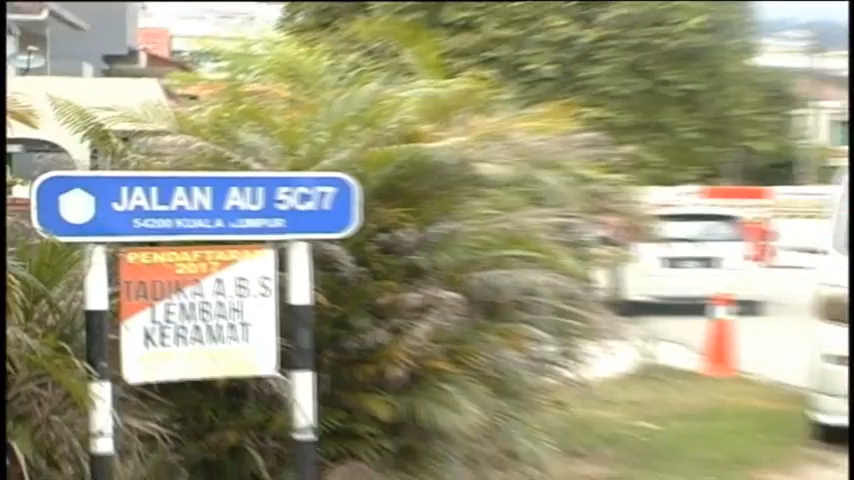 JALAN AU 5C/7
54200 KUALA LUMPUR
PENDAFTARAN
2017
TADIKA A.B.S
LEMBAH
KERAMAT